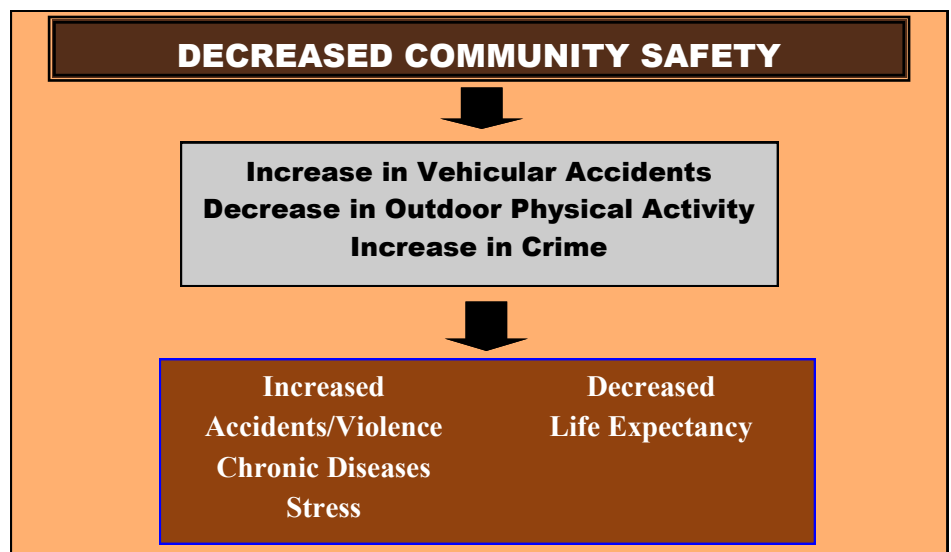 DECREASED COMMUNITY SAFETY
Increase in Vehicular Accidents
Decrease in Outdoor Physical Activity
Increase in Crime
Increased
Accidents/Violence
Chronic Diseases
Stress
Decreased
Life Expectancy